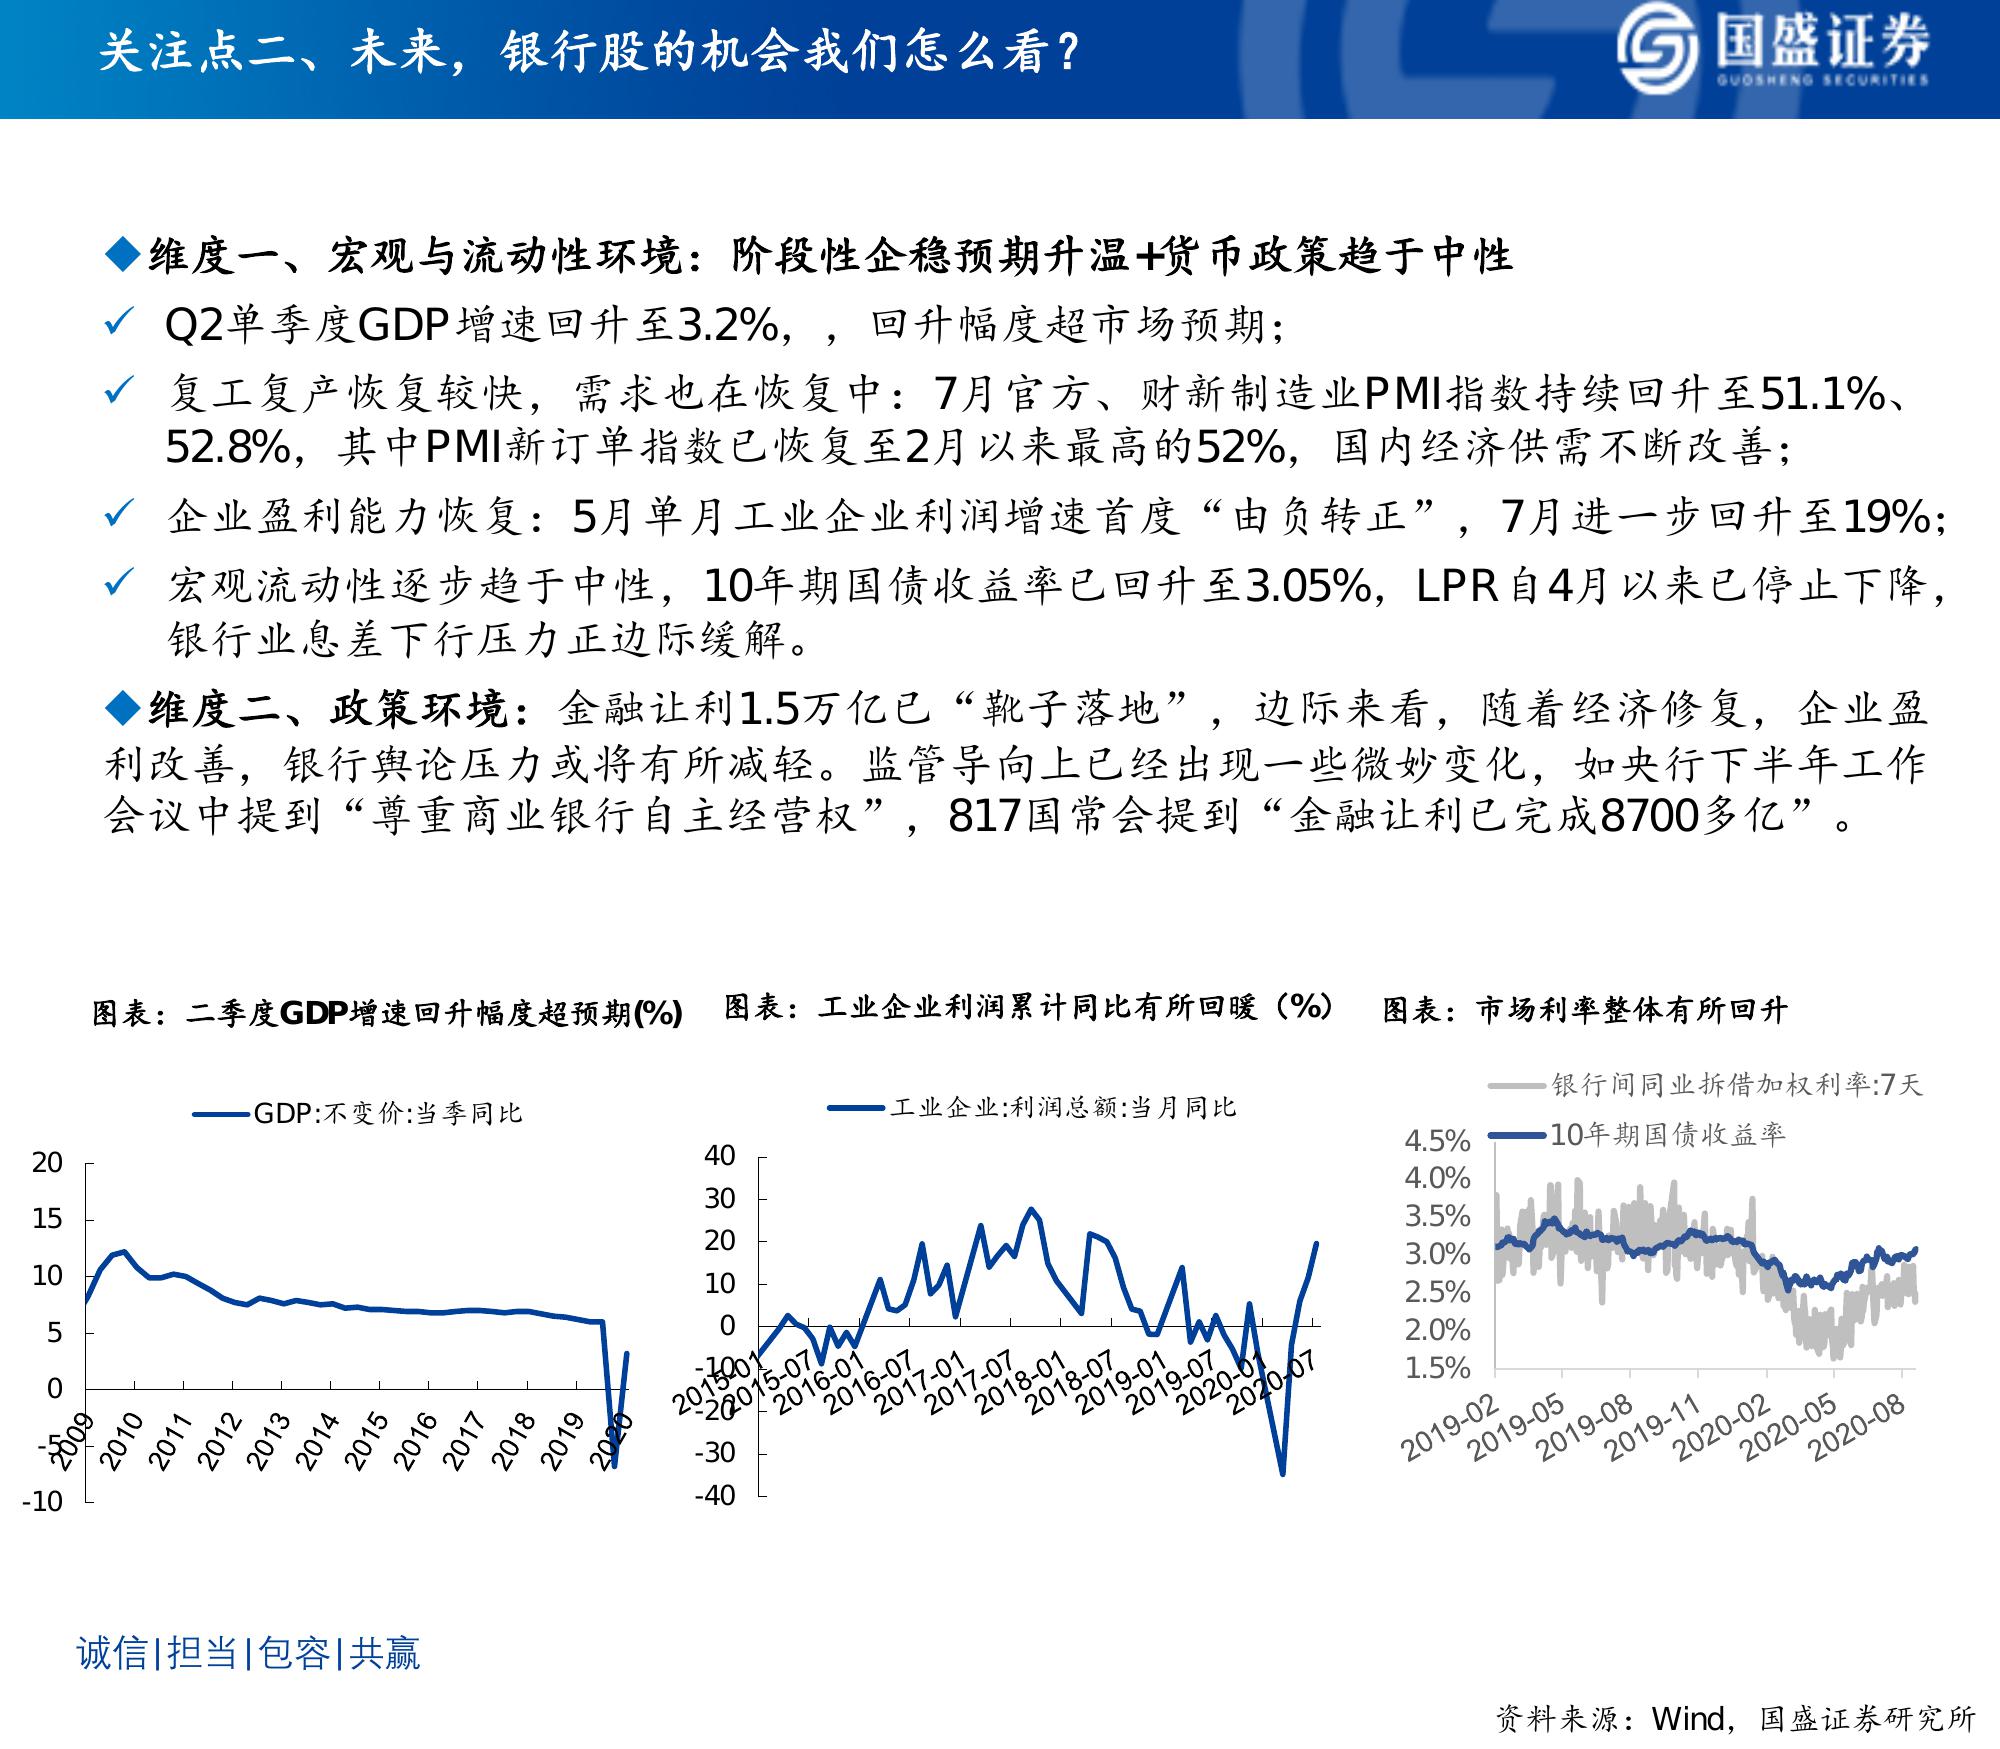 关注点二、未来，银行股的机会我们怎么看？
国盛证券
GUOSHENG SECURITIES
◆维度一、宏观与流动性环境：阶段性企稳预期升温+货币政策趋于中性
✓ Q2单季度GDP增速回升至3.2%，，回升幅度超市场预期；
✓ 复工复产恢复较快，需求也在恢复中：7月官方、财新制造业PMI指数持续回升至51.1%、
52.8%，其中PMI新订单指数已恢复至2月以来最高的52%，国内经济供需不断改善；
✓ 企业盈利能力恢复：5月单月工业企业利润增速首度“由负转正”，7月进一步回升至19%；
✓ 宏观流动性逐步趋于中性，10年期国债收益率已回升至3.05%，LPR自4月以来已停止下降，
银行业息差下行压力正边际缓解。
◆维度二、政策环境：金融让利1.5万亿已“靴子落地”，边际来看，随着经济修复，企业盈
利改善，银行舆论压力或将有所减轻。监管导向上已经出现一些微妙变化，如央行下半年工作
会议中提到“尊重商业银行自主经营权”，817国常会提到“金融让利已完成8700多亿”。
图表：二季度GDP增速回升幅度超预期(%)
GDP:不变价:当季同比
20
15
10
5
0
-5
-10
2009 2010 2011 2012 2013 2014 2015 2016 2017 2018 2019 2020
图表：工业企业利润累计同比有所回暖（%）
工业企业:利润总额:当月同比
40
30
20
10
0
-10
-20
-30
-40
2015-01 2015-07 2016-01 2016-07 2017-01 2017-07 2018-01 2018-07 2019-01 2019-07 2020-01 2020-07
图表：市场利率整体有所回升
银行间同业拆借加权利率:7天
10年期国债收益率
4.5%
4.0%
3.5%
3.0%
2.5%
2.0%
1.5%
2019-02 2019-05 2019-08 2019-11 2020-02 2020-05 2020-08
诚信|担当|包容|共赢
资料来源：Wind，国盛证券研究所